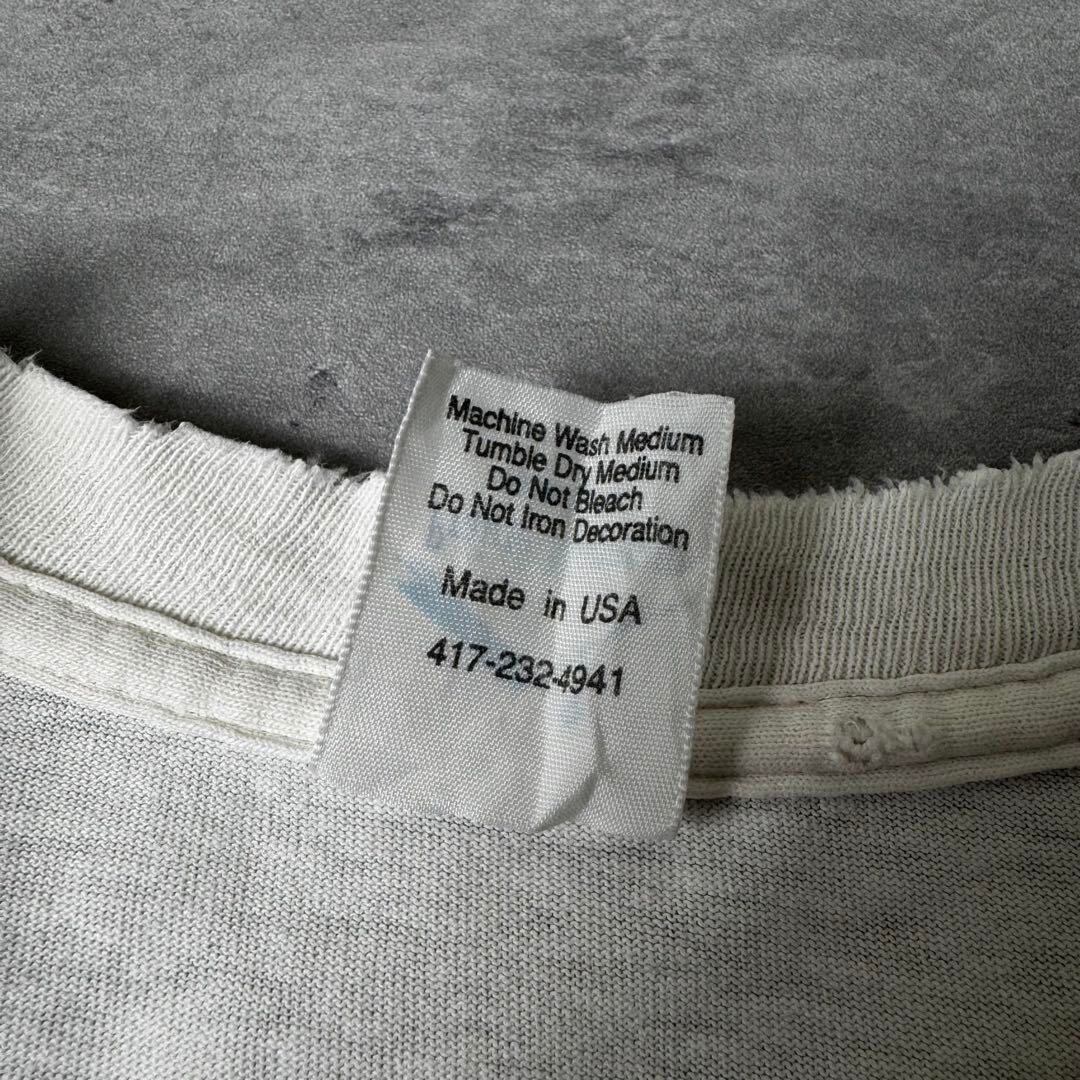 Machine Wash Medium
Tumble Dry Medium
Do Not Bleach
Do Not Iron Decoration
Made in USA
417-232-4941